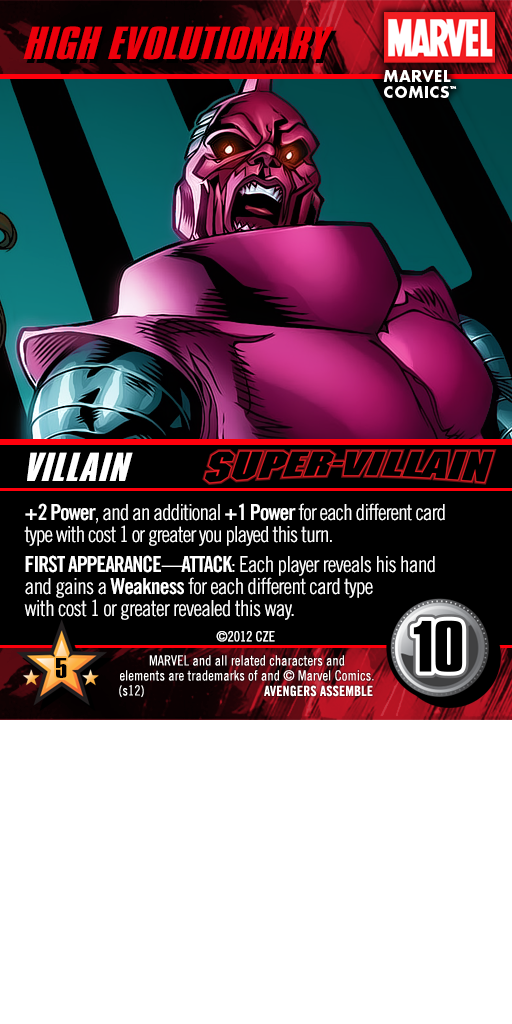 HIGH EVOLUTIONARY
MARVEL
MARVEL
COMICS™
VILLAIN
SUPER-VILLAIN
+2 Power, and an additional +1 Power for each different card
type with cost 1 or greater you played this turn.
FIRST APPEARANCE—ATTACK: Each player reveals his hand
and gains a Weakness for each different card type
with cost 1 or greater revealed this way.
©2012 CZE
5
10
MARVEL and all related characters and
elements are trademarks of and © Marvel Comics.
(s12)
AVENGERS ASSEMBLE